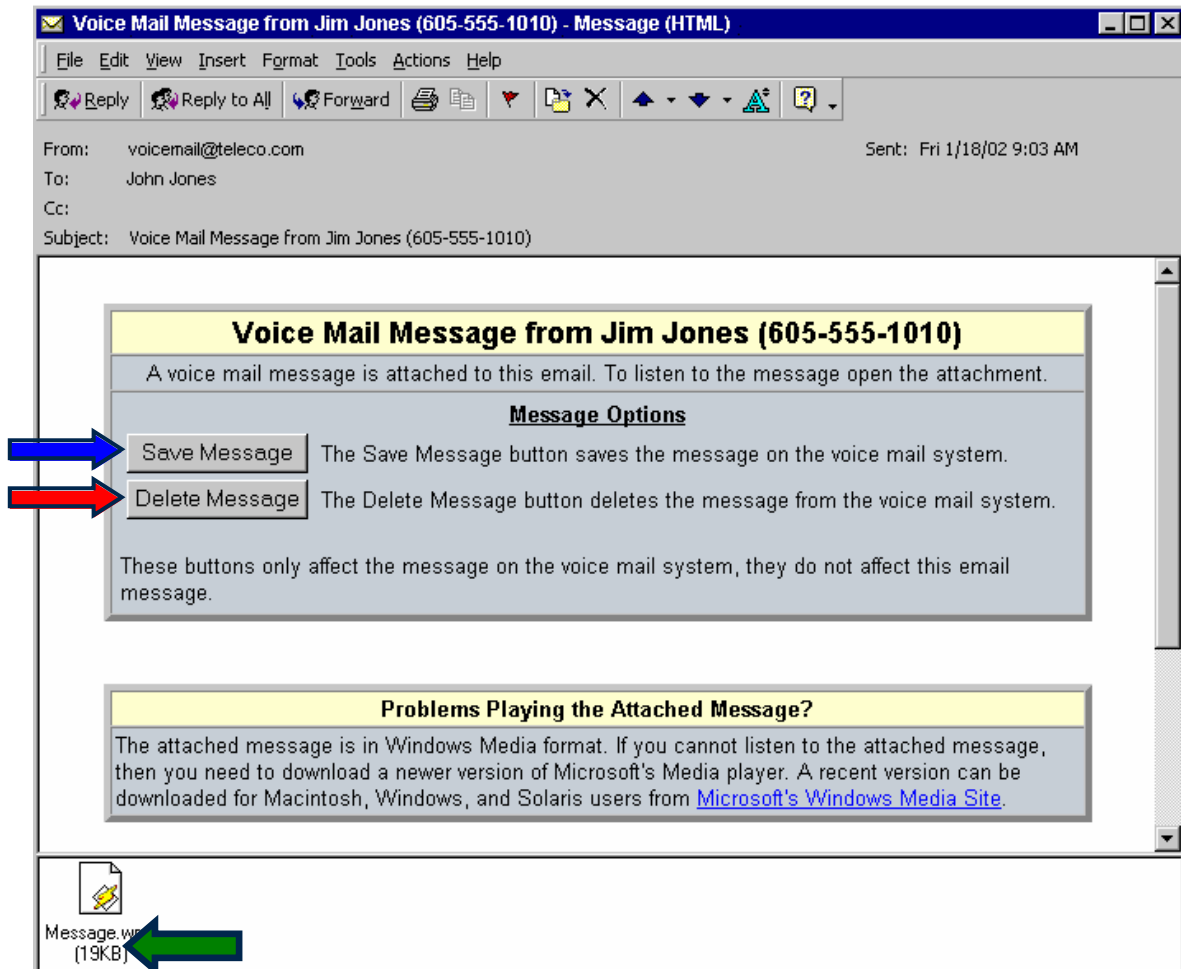 Voice Mail Message from Jim Jones (605-555-1010) - Message (HTML)
File Edit View Insert Format Tools Actions Help
Reply Reply to All Forward
From: voicemail@teleco.com Sent: Fri 1/18/02 9:03 AM
To: John Jones
Cc:
Subject: Voice Mail Message from Jim Jones (605-555-1010)
Voice Mail Message from Jim Jones (605-555-1010)
A voice mail message is attached to this email. To listen to the message open the attachment.
Message Options
Save Message The Save Message button saves the message on the voice mail system.
Delete Message The Delete Message button deletes the message from the voice mail system.
These buttons only affect the message on the voice mail system, they do not affect this email
message.
Problems Playing the Attached Message?
The attached message is in Windows Media format. If you cannot listen to the attached message,
then you need to download a newer version of Microsoft's Media player. A recent version can be
downloaded for Macintosh, Windows, and Solaris users from Microsoft's Windows Media Site.
(19KB)